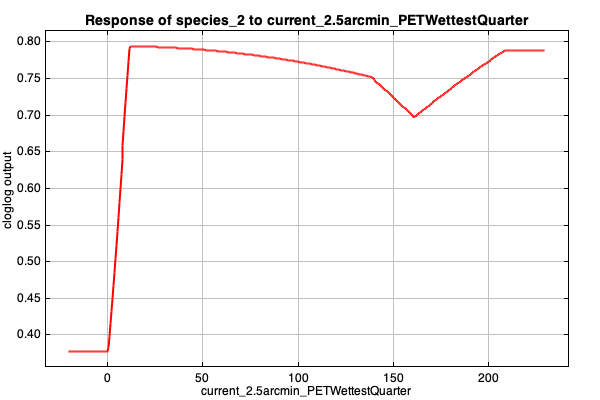 Response of species_2 to current_2.5arcmin_PETWettestQuarter
0.80
0.75
0.70
0.65
0.60
0.55
0.50
0.45
0.40
cloglog output
0 50 100 150 200
current_2.5arcmin_PETWettestQuarter